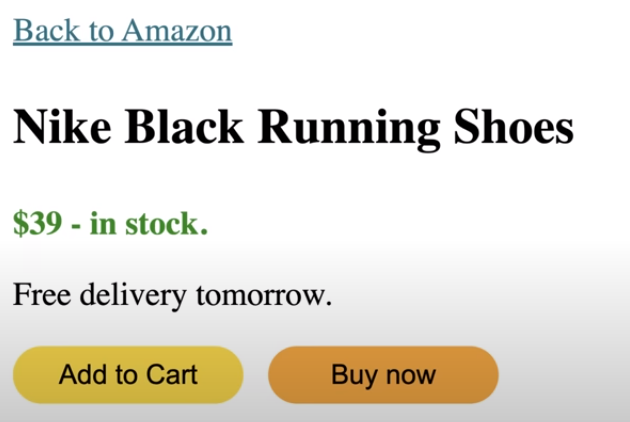 Back to Amazon
Nike Black Running Shoes
$39 - in stock.
Free delivery tomorrow.
Add to Cart Buy now